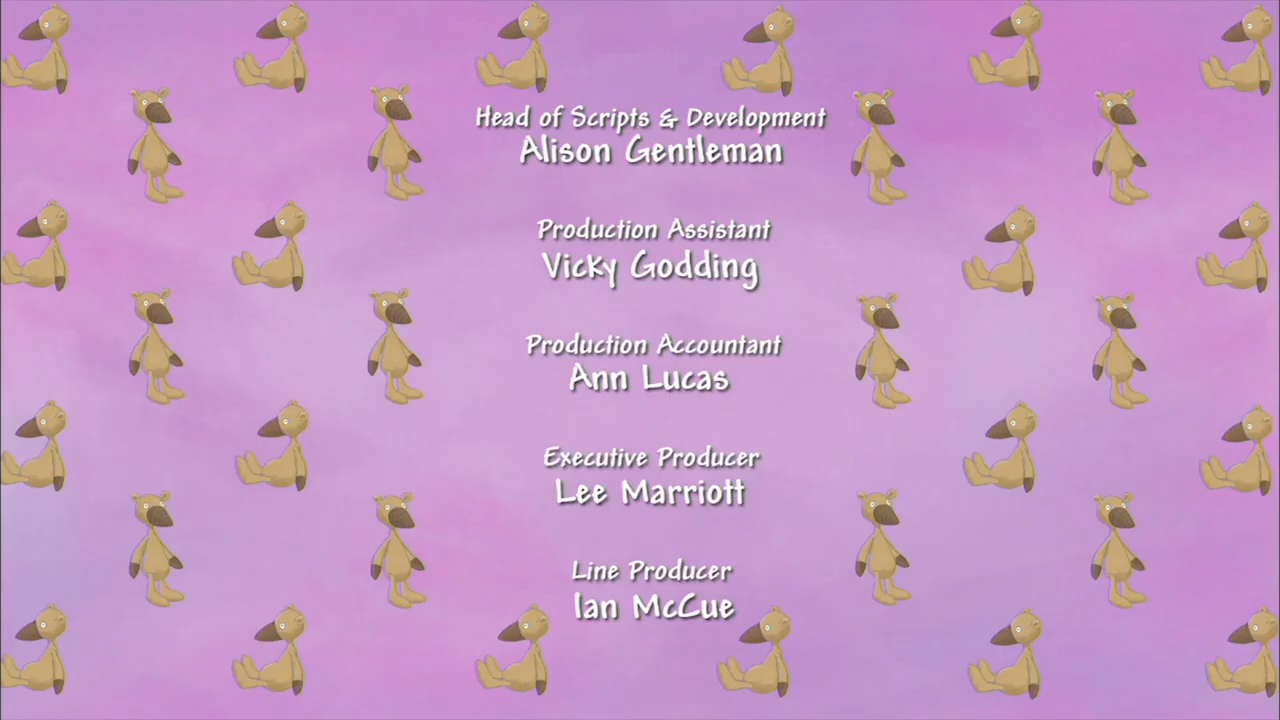 Head of Scripts & Development
Alison Gentleman
Production Assistant
Vicky Godding
Production Accountant
Ann Lucas
Executive Producer
Lee Marriott
Line Producer
Ian McCue